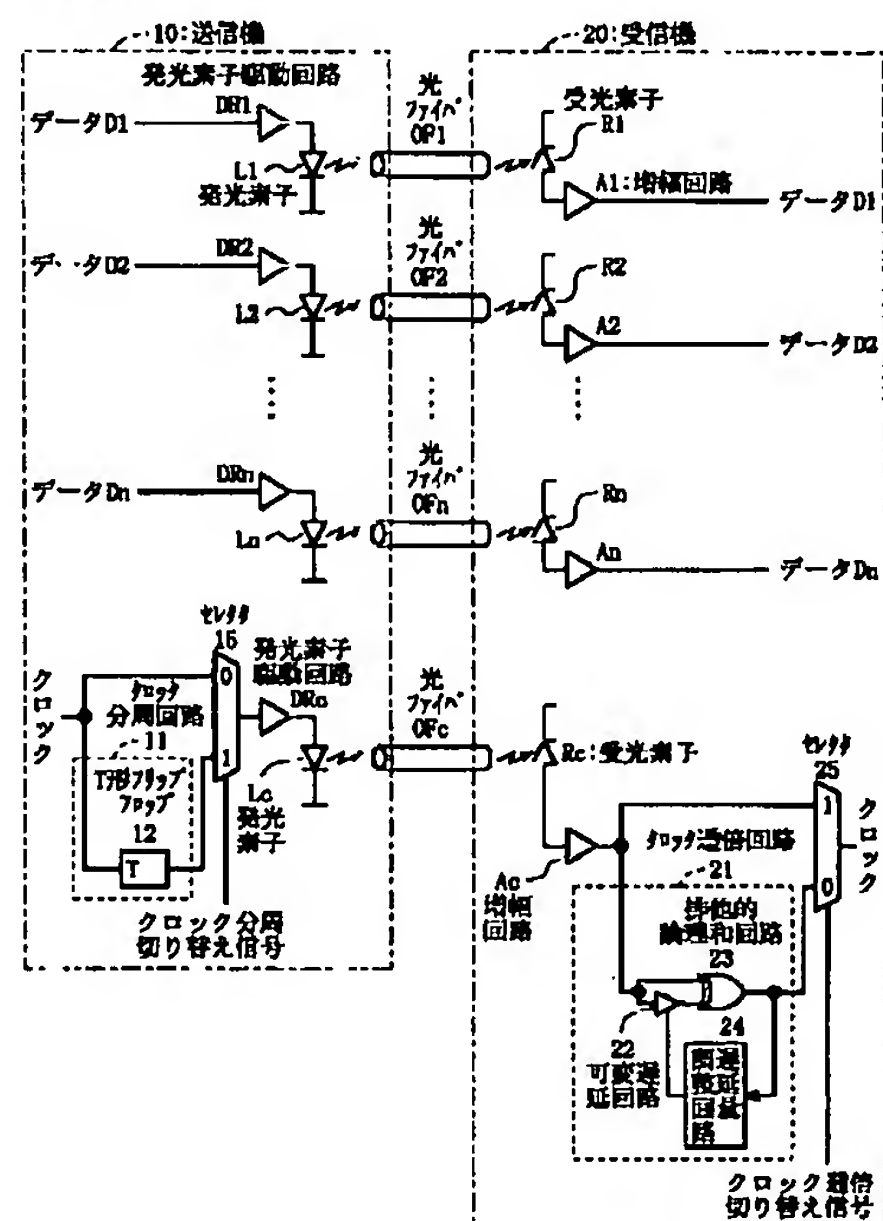 10:送信機
20:受信機
発光素子駆動回路
DR1
データD1
L1
発光素子
光
ファイバ
OF1
受光素子
R1
A1:増幅回路
データD1
データD2
DR2
L2
光
ファイバ
OF2
R2
A2
データD2
データDn
DRn
Ln
光
ファイバ
OFn
Rn
An
データDn
セレクタ
15
発光素子
駆動回路
DRc
クロック
クロック
分周回路
11
0
1
T形フリップ
フロップ
12
T
Lc
発光
素子
クロック分周
切り替え信号
光
ファイバ
OFc
Rc:受光素子
Ac
増幅
回路
クロック逓倍回路
21
セレクタ
25
1
0
クロック
排他的
論理和回路
23
22
可変遅
延回路
24
クロック逓倍
切り替え信号